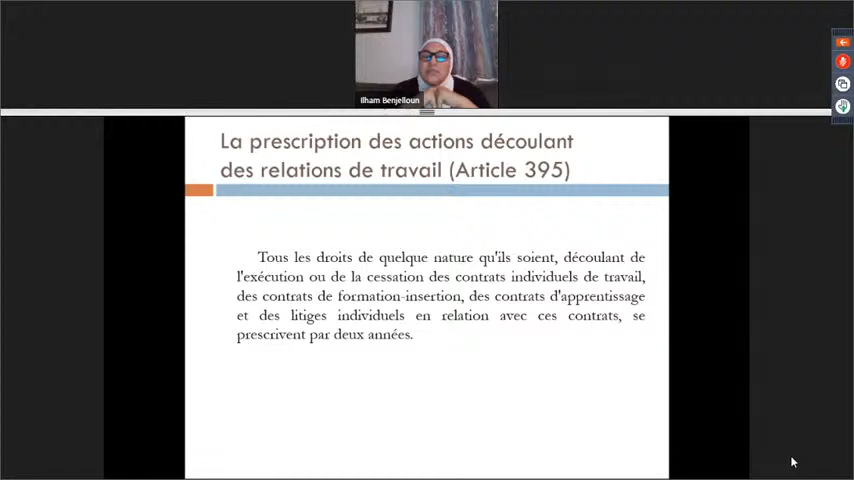 Ilham Benjelloun
La prescription des actions découlant
des relations de travail (Article 395)
Tous les droits de quelque nature qu'ils soient, découlant de
l'exécution ou de la cessation des contrats individuels de travail,
des contrats de formation-insertion, des contrats d'apprentissage
et des litiges individuels en relation avec ces contrats, se
prescrivent par deux années.